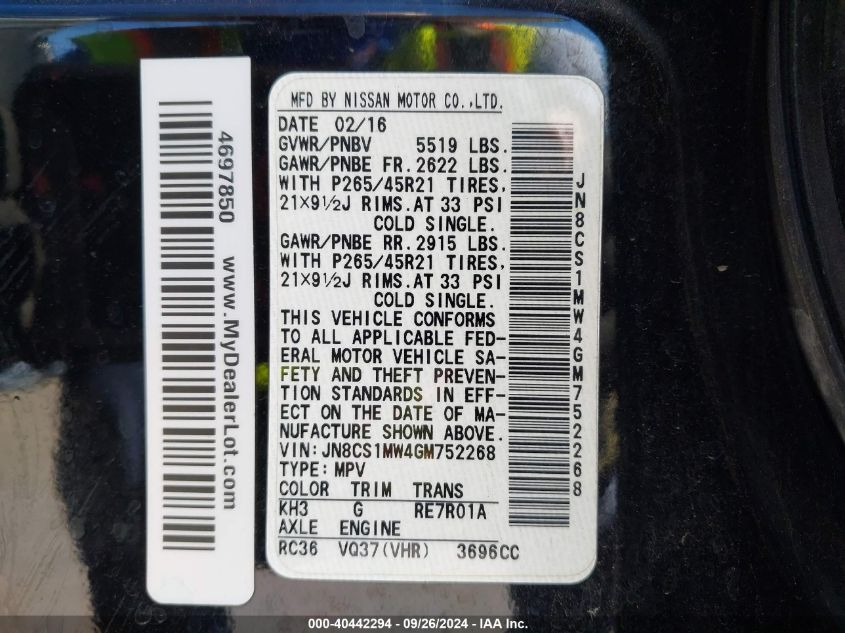 4697850 www.MyDealerLot.com
MFD BY NISSAN MOTOR CO.,LTD.
DATE 02/16
GVWR/PNBV 5519 LBS.
GAWR/PNBE FR.2622 LBS.
WITH P265/45R21 TIRES,
21×9½J RIMS.AT 33 PSI
COLD SINGLE.
GAWR/PNBE RR.2915 LBS.
WITH P265/45R21 TIRES,
21×9½J RIMS.AT 33 PSI
COLD SINGLE.
THIS VEHICLE CONFORMS
TO ALL APPLICABLE FED-
ERAL MOTOR VEHICLE SA-
FETY AND THEFT PREVEN-
TION STANDARDS IN EFF-
ECT ON THE DATE OF MA-
NUFACTURE SHOWN ABOVE.
VIN:JN8CS1MW4GM752268
TYPE:MPV
COLOR TRIM TRANS
KH3 G RE7R01A
AXLE ENGINE
RC36 VQ37(VHR) 3696CC
JN8CS1MW4GM752268
000-40442294 - 09/26/2024 - IAA Inc.